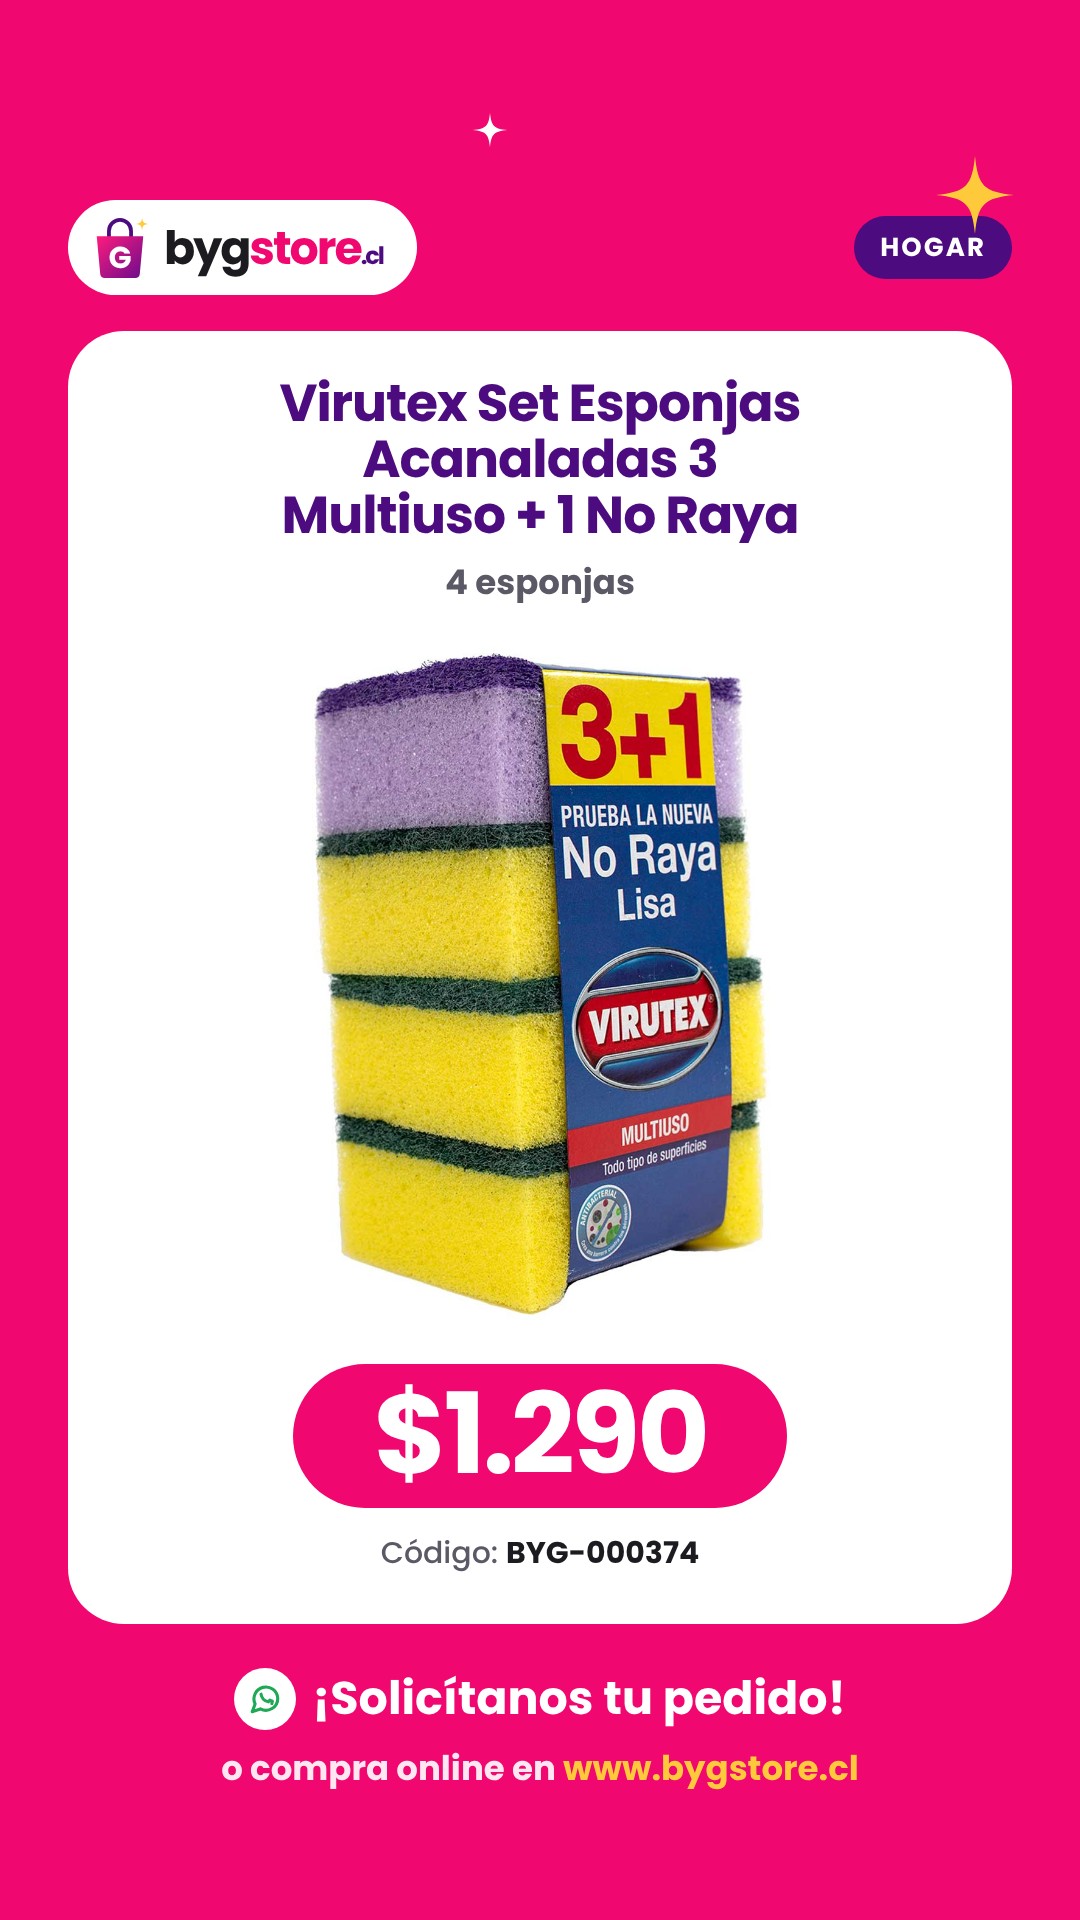 G bygstore.cl
HOGAR
Virutex Set Esponjas
Acanaladas 3
Multiuso + 1 No Raya
4 esponjas
3+1
PRUEBA LA NUEVA
No Raya
Lisa
VIRUTEX
MULTIUSO
Todo tipo de superficies
ANTIBACTERIAL
$1.290
Código: BYG-000374
¡Solicítanos tu pedido!
o compra online en www.bygstore.cl